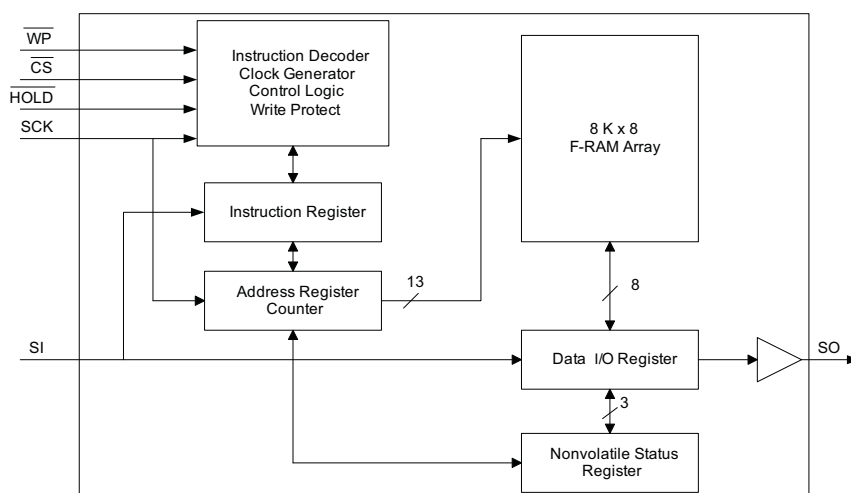 WP
CS
HOLD
SCK
Instruction Decoder
Clock Generator
Control Logic
Write Protect
8 K x 8
F-RAM Array
Instruction Register
Address Register
Counter
13
8
SI
Data I/O Register
SO
3
Nonvolatile Status
Register